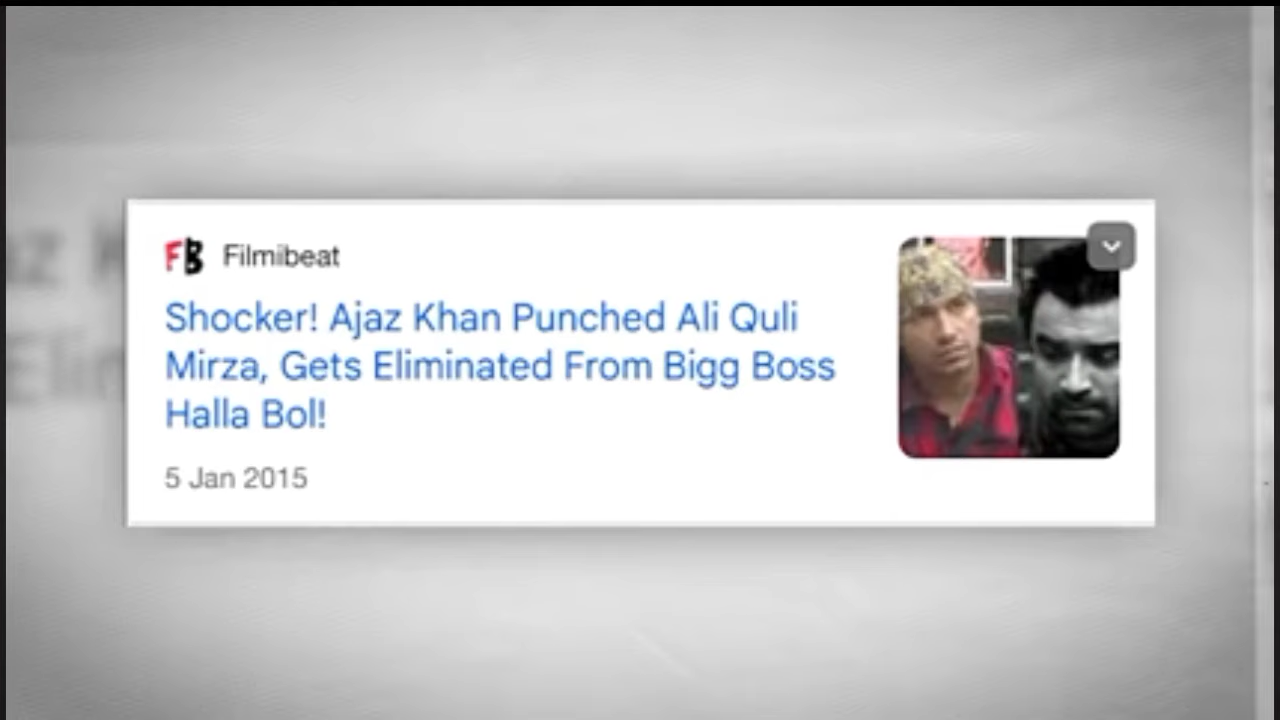 FB Filmibeat
Shocker! Ajaz Khan Punched Ali Quli
Mirza, Gets Eliminated From Bigg Boss
Halla Bol!
5 Jan 2015